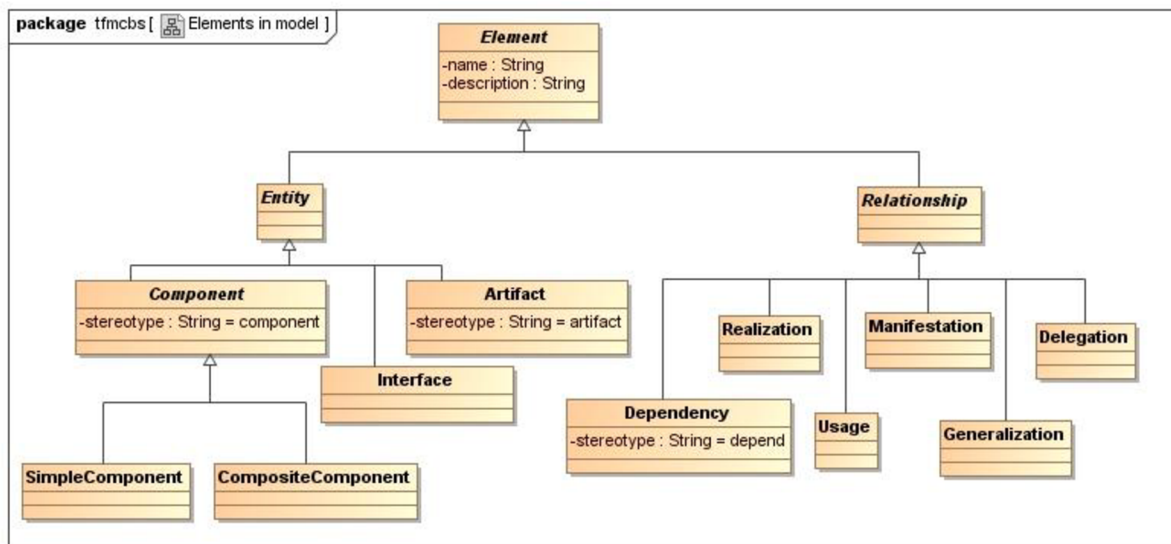 package tfmcbs [ Elements in model ]
Element
-name : String
-description : String
Entity
Relationship
Component
-stereotype : String = component
Artifact
-stereotype : String = artifact
Interface
SimpleComponent
CompositeComponent
Realization
Manifestation
Delegation
Dependency
-stereotype : String = depend
Usage
Generalization